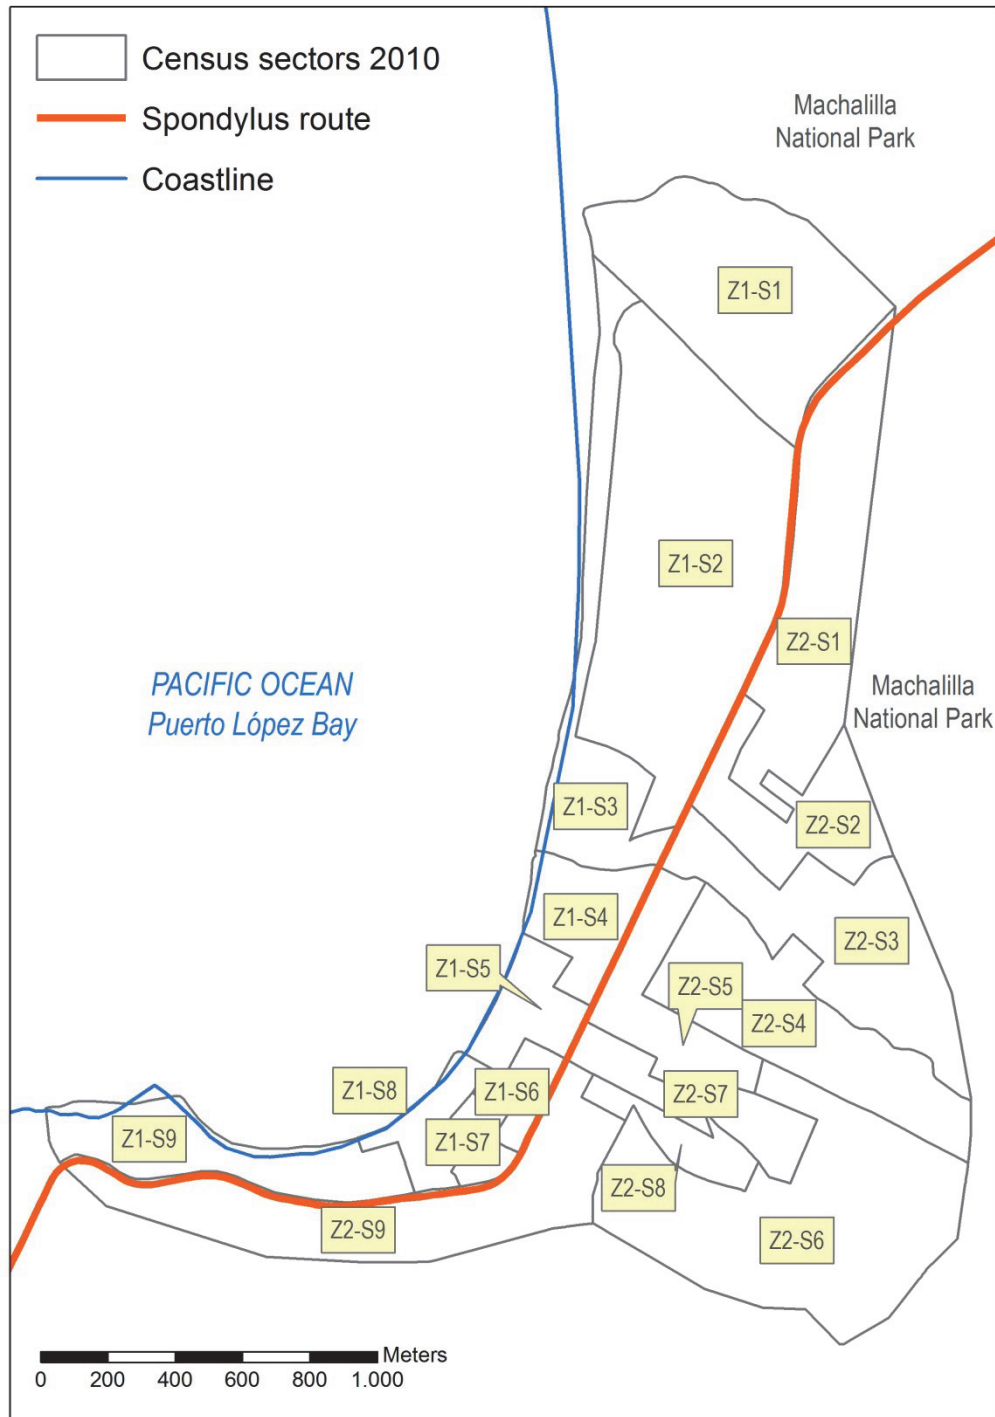 Census sectors 2010
Spondylus route
Coastline
Machalilla
National Park
Z1-S1
Z1-S2
Z2-S1
PACIFIC OCEAN
Puerto López Bay
Machalilla
National Park
Z1-S3
Z2-S2
Z1-S4
Z2-S3
Z1-S5
Z2-S5
Z2-S4
Z1-S8
Z1-S6
Z2-S7
Z1-S9
Z1-S7
Z2-S8
Z2-S9
Z2-S6
Meters
0 200 400 600 800 1.000